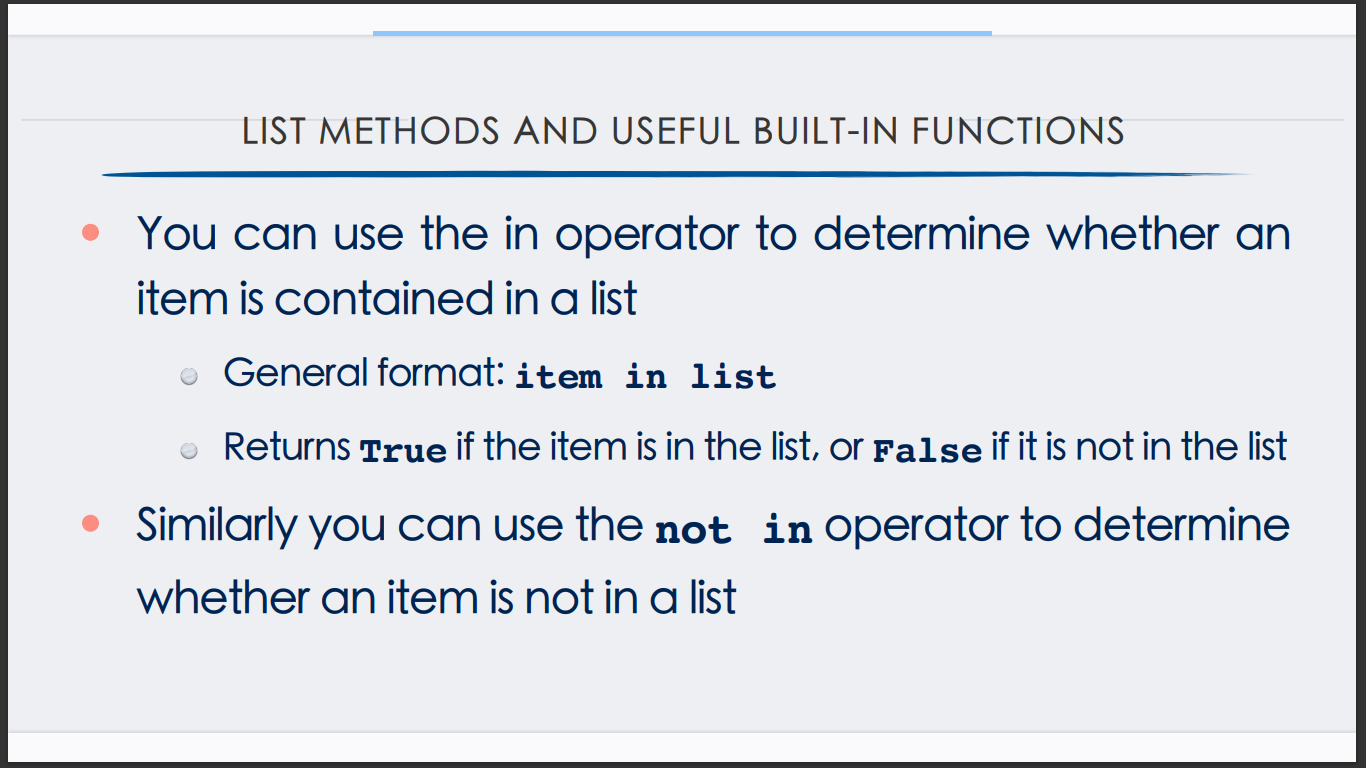 LIST METHODS AND USEFUL BUILT-IN FUNCTIONS
You can use the in operator to determine whether an
item is contained in a list
General format: item in list
Returns True if the item is in the list, or False if it is not in the list
Similarly you can use the not in operator to determine
whether an item is not in a list